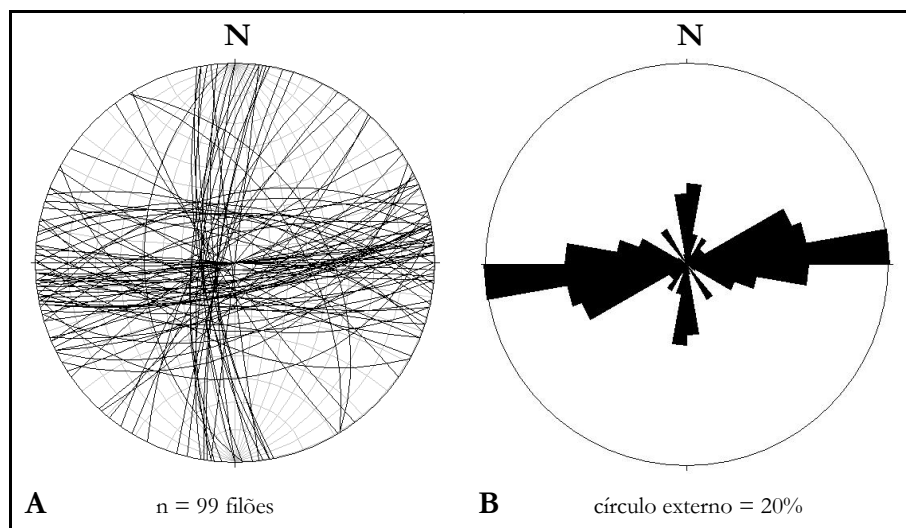 N
N
A
n = 99 filões
B
círculo externo = 20%